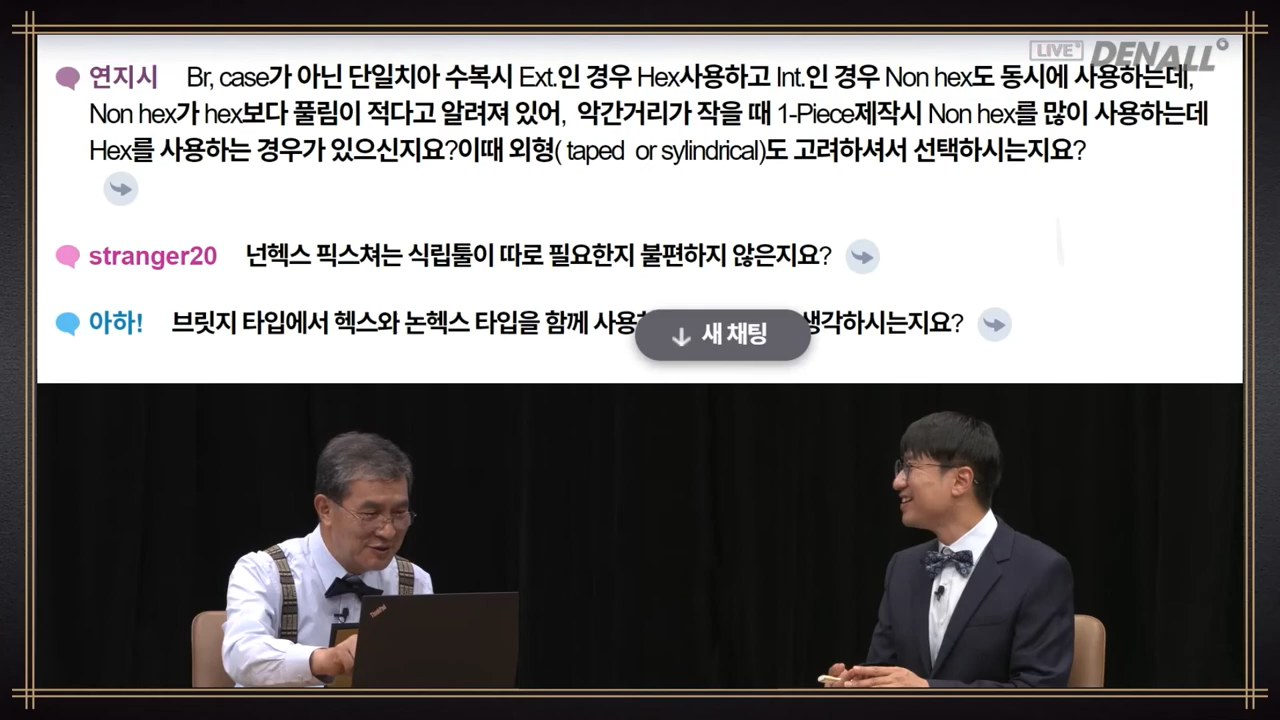 LIVE DENALL
연지시 Br, case가 아닌 단일치아 수복시 Ext.인 경우 Hex사용하고 Int.인 경우 Non hex도 동시에 사용하는데,
Non hex가 hex보다 풀림이 적다고 알려져 있어, 악간거리가 작을 때 1-Piece제작시 Non hex를 많이 사용하는데
Hex를 사용하는 경우가 있으신지요?이때 외형( taped or sylindrical)도 고려하셔서 선택하시는지요?
stranger20 넌헥스 픽스쳐는 식립툴이 따로 필요한지 불편하지 않은지요?
아하! 브릿지 타입에서 헥스와 논헥스 타입을 함께 생각하시는지요?
↓ 새 채팅
ThinkPad